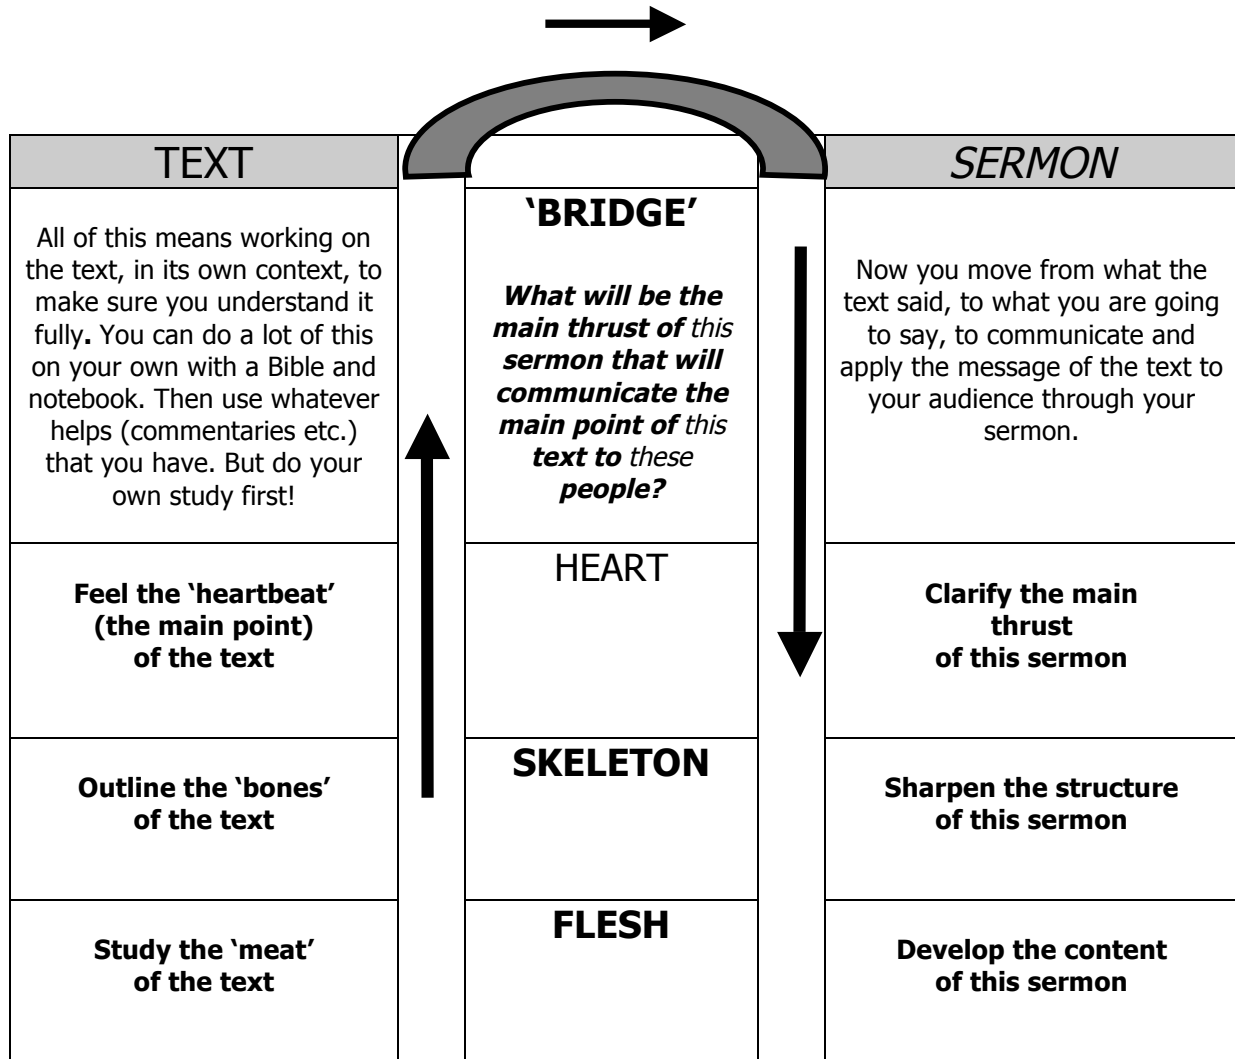 TEXT
All of this means working on
the text, in its own context, to
make sure you understand it
fully. You can do a lot of this
on your own with a Bible and
notebook. Then use whatever
helps (commentaries etc.)
that you have. But do your
own study first!
‘BRIDGE’
What will be the
main thrust of this
sermon that will
communicate the
main point of this
text to these
people?
SERMON
Now you move from what the
text said, to what you are going
to say, to communicate and
apply the message of the text to
your audience through your
sermon.
Feel the ‘heartbeat’
(the main point)
of the text
HEART
Clarify the main
thrust
of this sermon
Outline the ‘bones’
of the text
SKELETON
Sharpen the structure
of this sermon
Study the ‘meat’
of the text
FLESH
Develop the content
of this sermon